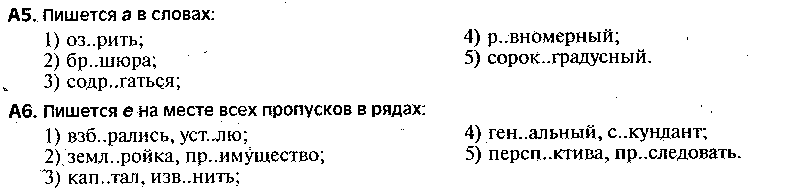 А5. Пишется а в словах:
1) оз..рить;
2) бр..шюра;
3) содр..гаться;
4) р..вномерный;
5) сорок..градусный.
А6. Пишется е на месте всех пропусков в рядах:
1) взб..рались, уст..лю;
2) земл..ройка, пр..имущество;
3) кап..тал, изв..нить;
4) ген..альный, с..кундант;
5) персп..ктива, пр..следовать.